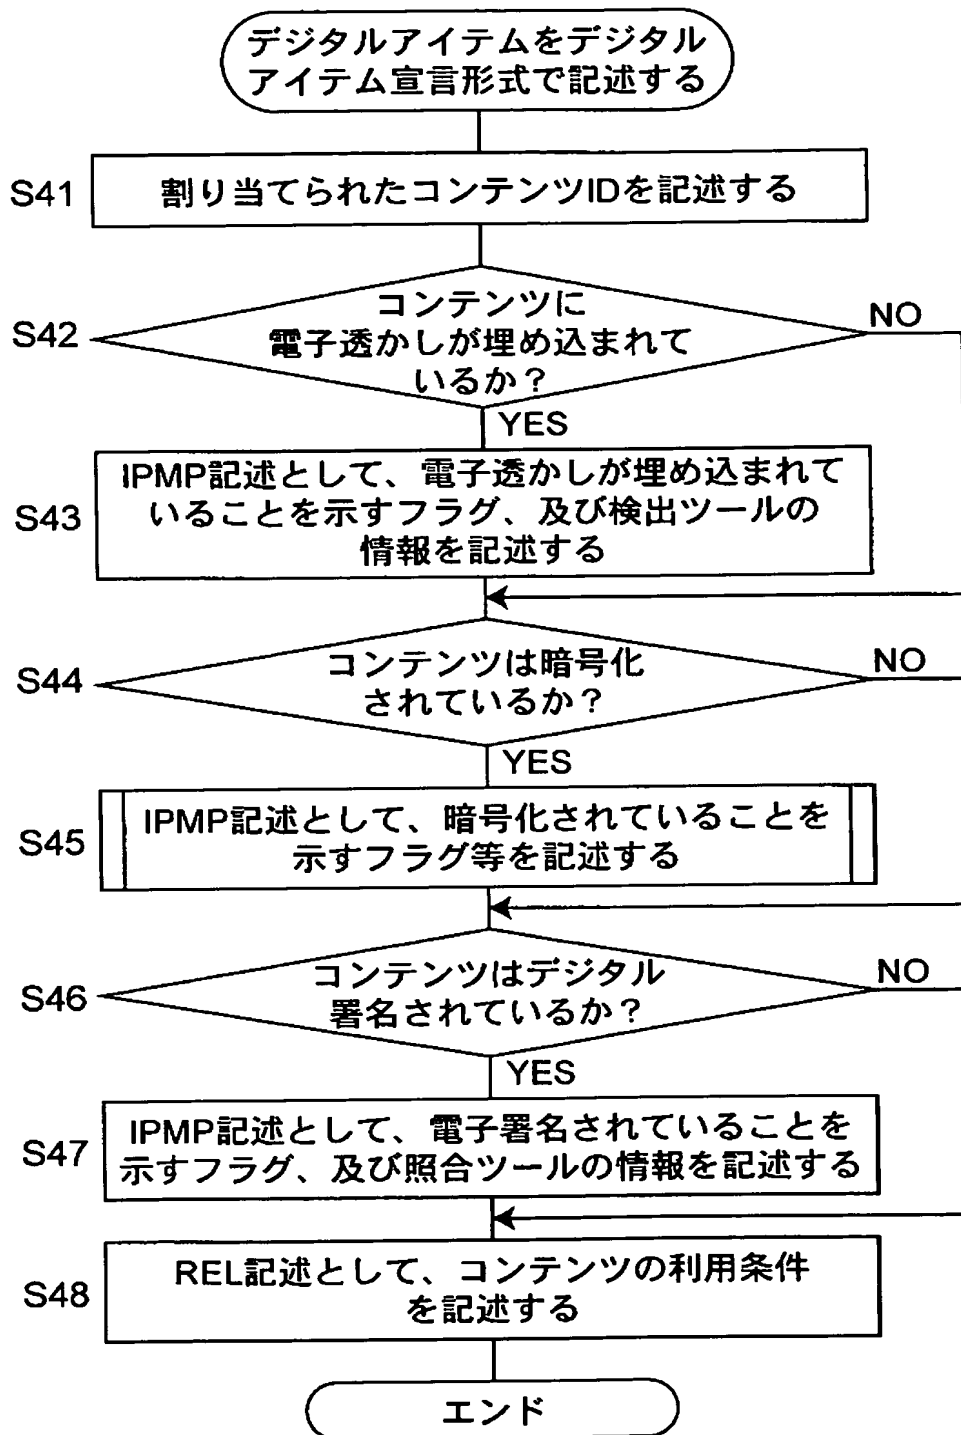 デジタルアイテムをデジタル
アイテム宣言形式で記述する
S41
割り当てられたコンテンツIDを記述する
S42
コンテンツに
電子透かしが埋め込まれて
いるか?
NO
YES
S43
IPMP記述として、電子透かしが埋め込まれて
いることを示すフラグ、及び検出ツールの
情報を記述する
S44
コンテンツは暗号化
されているか?
NO
YES
S45
IPMP記述として、暗号化されていることを
示すフラグ等を記述する
S46
コンテンツはデジタル
署名されているか?
NO
YES
S47
IPMP記述として、電子署名されていることを
示すフラグ、及び照合ツールの情報を記述する
S48
REL記述として、コンテンツの利用条件
を記述する
エンド